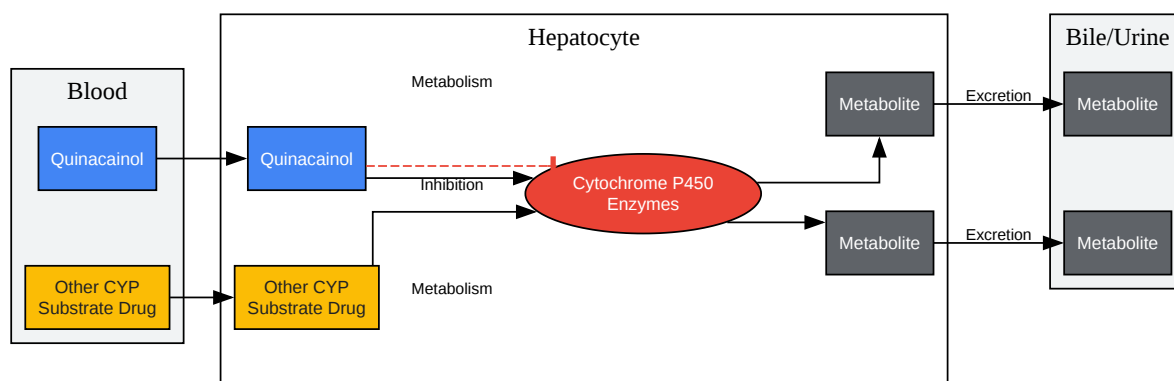 Hepatocyte
Bile/Urine
Blood
Metabolism
Quinacainol
Quinacainol
Inhibition
Cytochrome P450
Enzymes
Metabolite
Excretion
Metabolite
Other CYP
Substrate Drug
Other CYP
Substrate Drug
Metabolism
Metabolite
Excretion
Metabolite